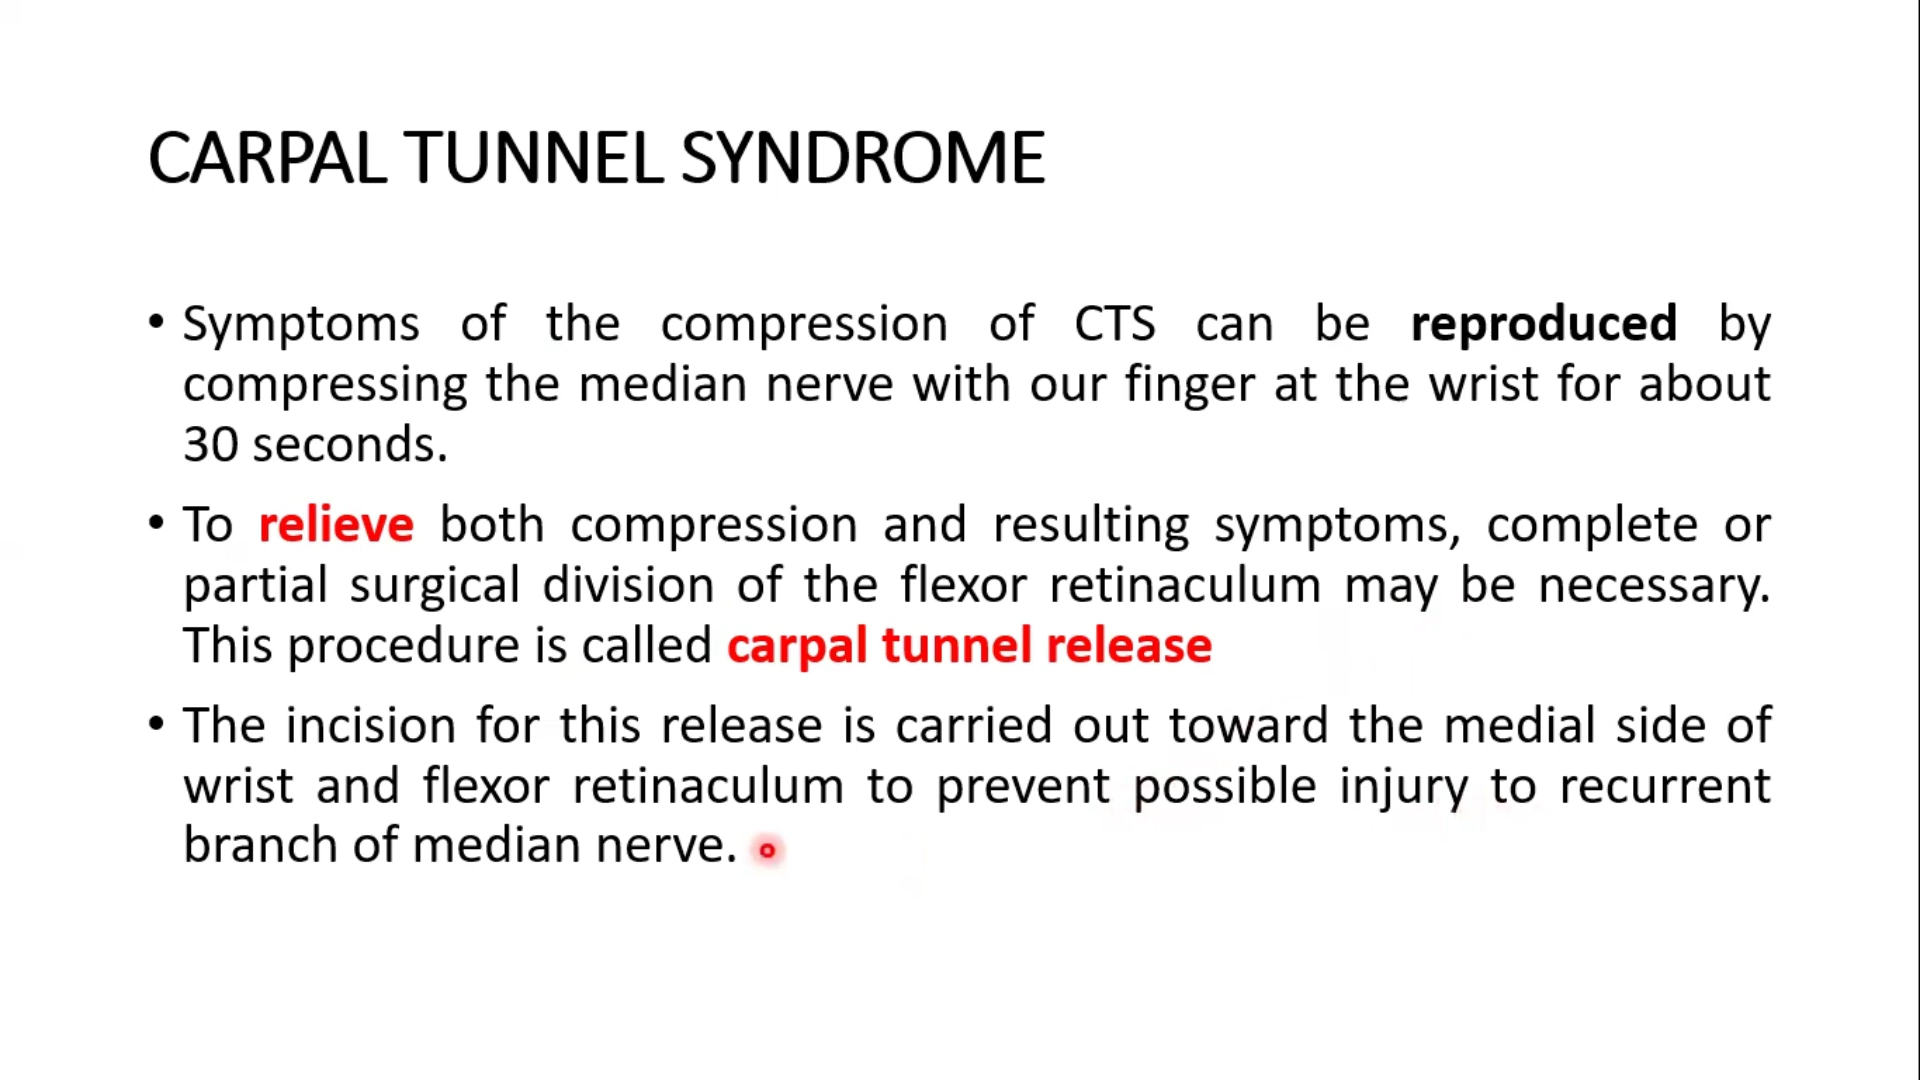 CARPAL TUNNEL SYNDROME
• Symptoms of the compression of CTS can be reproduced by
compressing the median nerve with our finger at the wrist for about
30 seconds.
• To relieve both compression and resulting symptoms, complete or
partial surgical division of the flexor retinaculum may be necessary.
This procedure is called carpal tunnel release
• The incision for this release is carried out toward the medial side of
wrist and flexor retinaculum to prevent possible injury to recurrent
branch of median nerve.